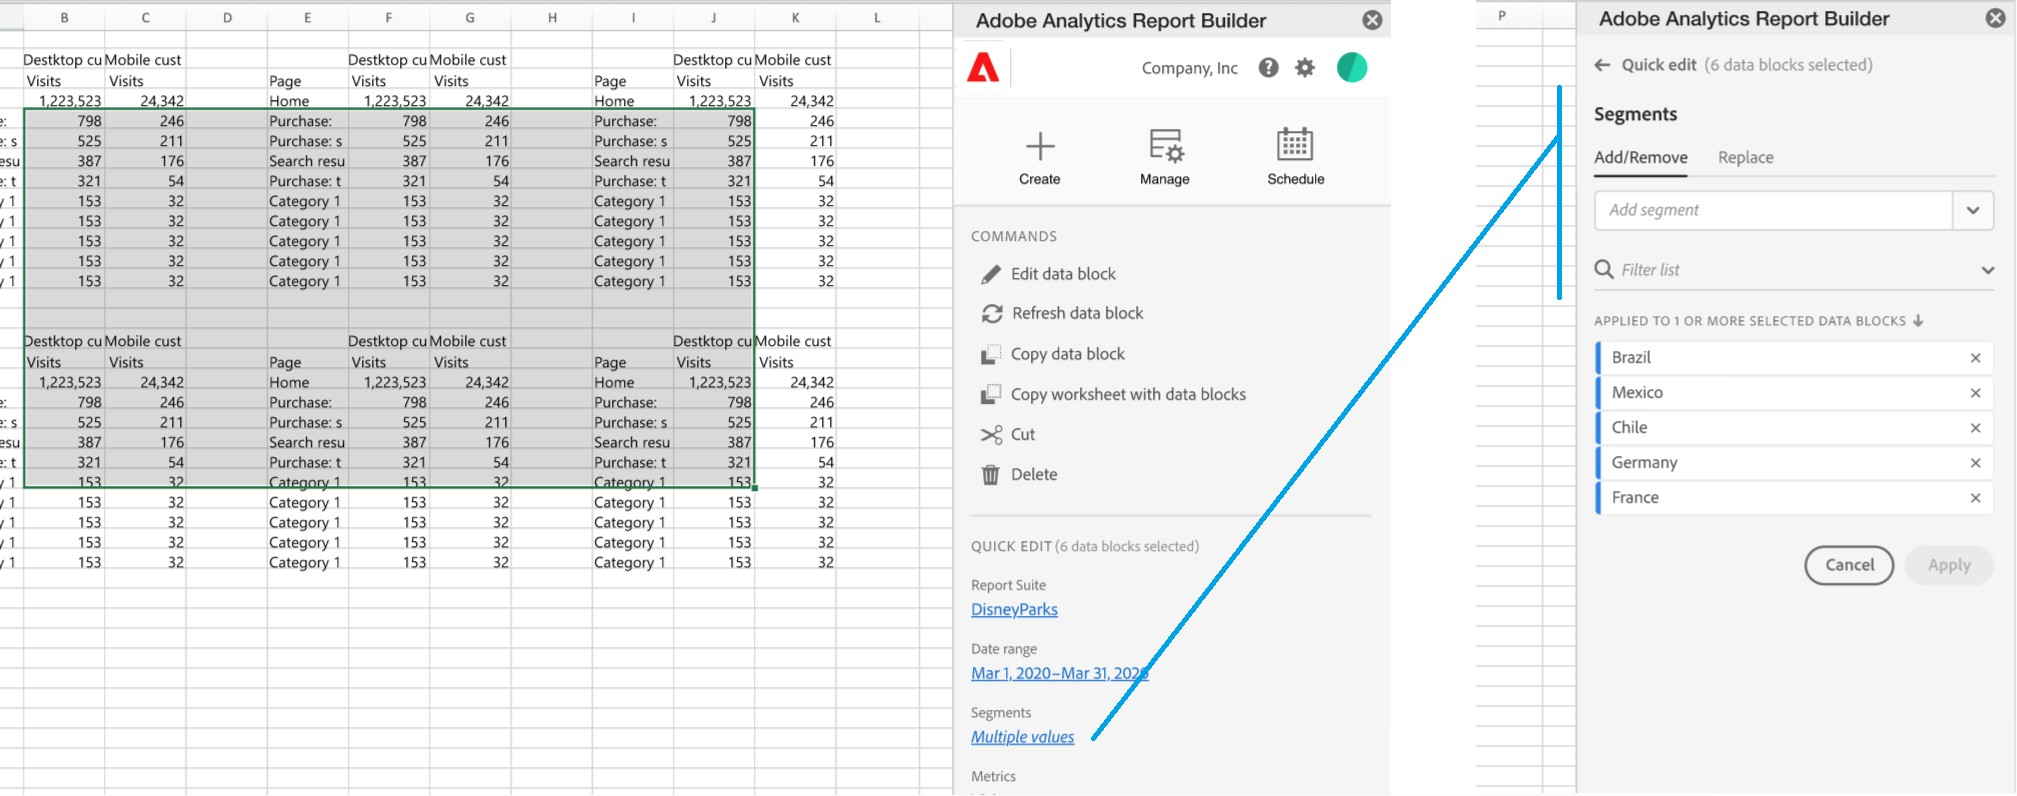 B C D E F G H I J K L
Destktop cu Mobile cust Destktop cu Mobile cust Destktop cu Mobile cust
Visits Visits Page Visits Visits Page Visits Visits
1,223,523 24,342 Home 1,223,523 24,342 Home 1,223,523 24,342
e: 798 246 Purchase: 798 246 Purchase: 798 246
e: s 525 211 Purchase: s 525 211 Purchase: s 525 211
esu 387 176 Search resu 387 176 Search resu 387 176
e: t 321 54 Purchase: t 321 54 Purchase: t 321 54
y 1 153 32 Category 1 153 32 Category 1 153 32
y 1 153 32 Category 1 153 32 Category 1 153 32
y 1 153 32 Category 1 153 32 Category 1 153 32
y 1 153 32 Category 1 153 32 Category 1 153 32
y 1 153 32 Category 1 153 32 Category 1 153 32
Destktop cu Mobile cust Destktop cu Mobile cust Destktop cu Mobile cust
Visits Visits Page Visits Visits Page Visits Visits
1,223,523 24,342 Home 1,223,523 24,342 Home 1,223,523 24,342
e: 798 246 Purchase: 798 246 Purchase: 798 246
e: s 525 211 Purchase: s 525 211 Purchase: s 525 211
esu 387 176 Search resu 387 176 Search resu 387 176
e: t 321 54 Purchase: t 321 54 Purchase: t 321 54
y 1 153 32 Category 1 153 32 Category 1 153 32
y 1 153 32 Category 1 153 32 Category 1 153 32
y 1 153 32 Category 1 153 32 Category 1 153 32
y 1 153 32 Category 1 153 32 Category 1 153 32
y 1 153 32 Category 1 153 32 Category 1 153 32
Adobe Analytics Report Builder
Company, Inc
Create Manage Schedule
COMMANDS
Edit data block
Refresh data block
Copy data block
Copy worksheet with data blocks
Cut
Delete
QUICK EDIT (6 data blocks selected)
Report Suite
DisneyParks
Date range
Mar 1, 2020–Mar 31, 2020
Segments
Multiple values
Metrics
P
Adobe Analytics Report Builder
Quick edit (6 data blocks selected)
Segments
Add/Remove Replace
Add segment
Filter list
APPLIED TO 1 OR MORE SELECTED DATA BLOCKS
Brazil
Mexico
Chile
Germany
France
Cancel Apply